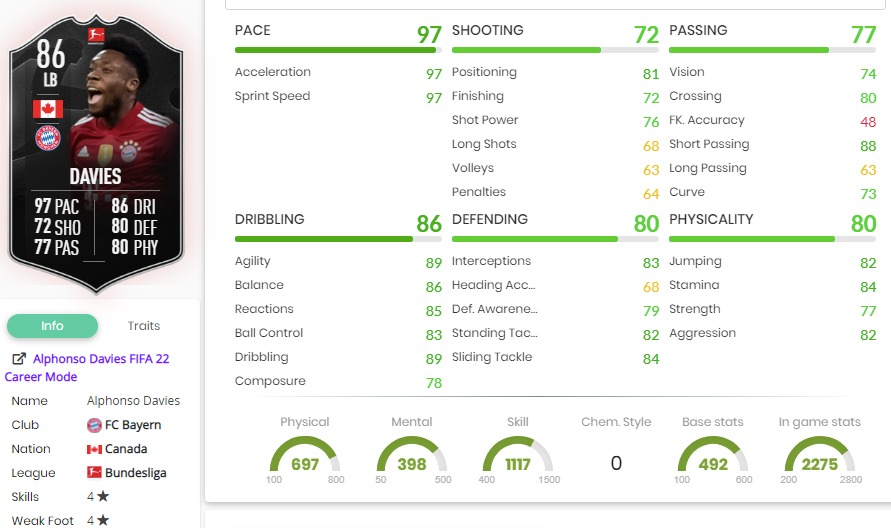 86
LB
DAVIES
97 PAC 86 DRI
72 SHO 80 DEF
77 PAS 80 PHY
Info Traits
Alphonso Davies FIFA 22
Career Mode
Name Alphonso Davies
Club FC Bayern
Nation Canada
League Bundesliga
Skills 4 ★
Weak Foot 4 ★
PACE 97
Acceleration 97
Sprint Speed 97
SHOOTING 72
Positioning 81
Finishing 72
Shot Power 76
Long Shots 68
Volleys 63
Penalties 64
PASSING 77
Vision 74
Crossing 80
FK. Accuracy 48
Short Passing 88
Long Passing 63
Curve 73
DRIBBLING 86
Agility 89
Balance 86
Reactions 85
Ball Control 83
Dribbling 89
Composure 78
DEFENDING 80
Interceptions 83
Heading Acc... 68
Def. Awarene... 79
Standing Tac... 82
Sliding Tackle 84
PHYSICALITY 80
Jumping 82
Stamina 84
Strength 77
Aggression 82
Physical
697
100 800
Mental
398
50 500
Skill
1117
400 1500
Chem. Style
0
Base stats
492
100 600
In game stats
2275
200 2800